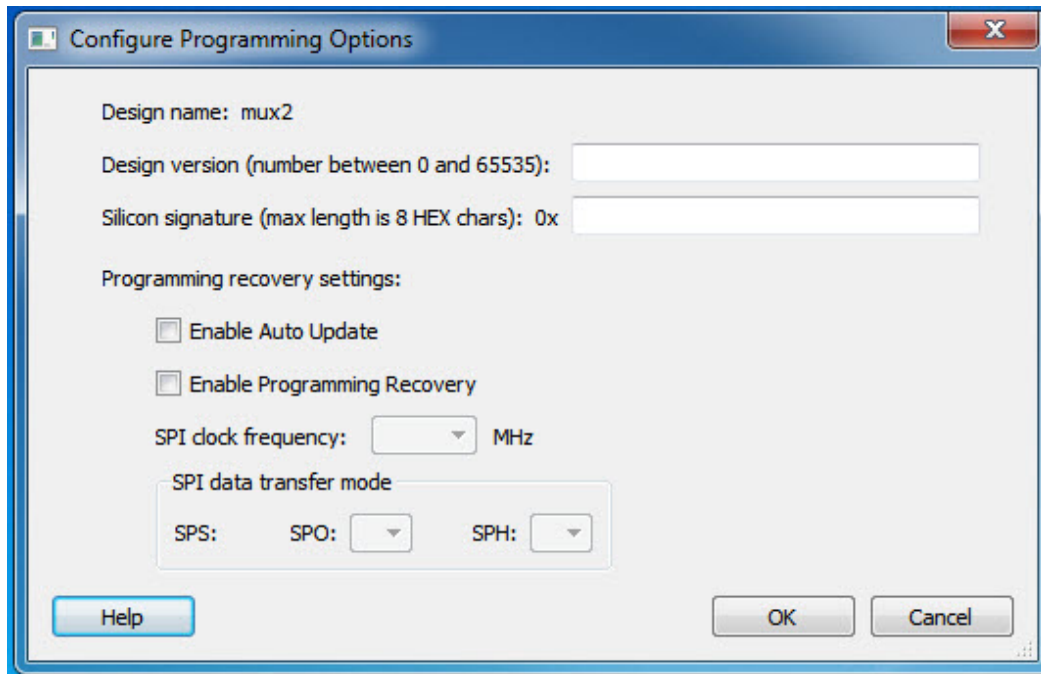 Configure Programming Options
Design name: mux2
Design version (number between 0 and 65535):
Silicon signature (max length is 8 HEX chars): 0x
Programming recovery settings:
Enable Auto Update
Enable Programming Recovery
SPI clock frequency: MHz
SPI data transfer mode
SPS: SPO: SPH:
Help OK Cancel